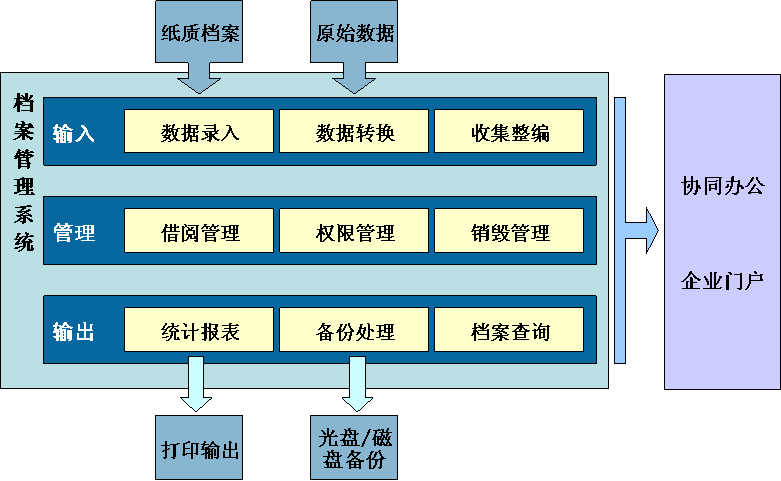 纸质档案
原始数据
档案管理系统
输入
数据录入
数据转换
收集整编
管理
借阅管理
权限管理
销毁管理
输出
统计报表
备份处理
档案查询
协同办公
企业门户
打印输出
光盘/磁
盘备份